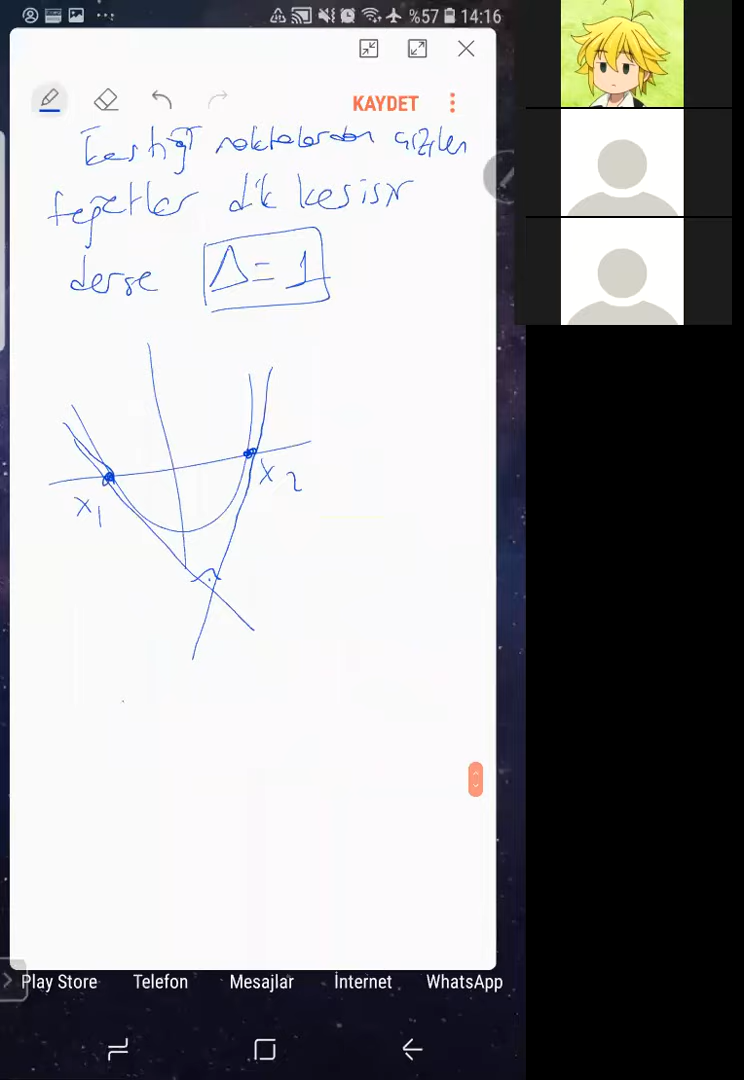 %57 14:16
KAYDET
kestiği noktalardan çizilen
teğetler dik kesişir
derse Δ = 1
x₁
x₂
Play Store Telefon Mesajlar İnternet WhatsApp